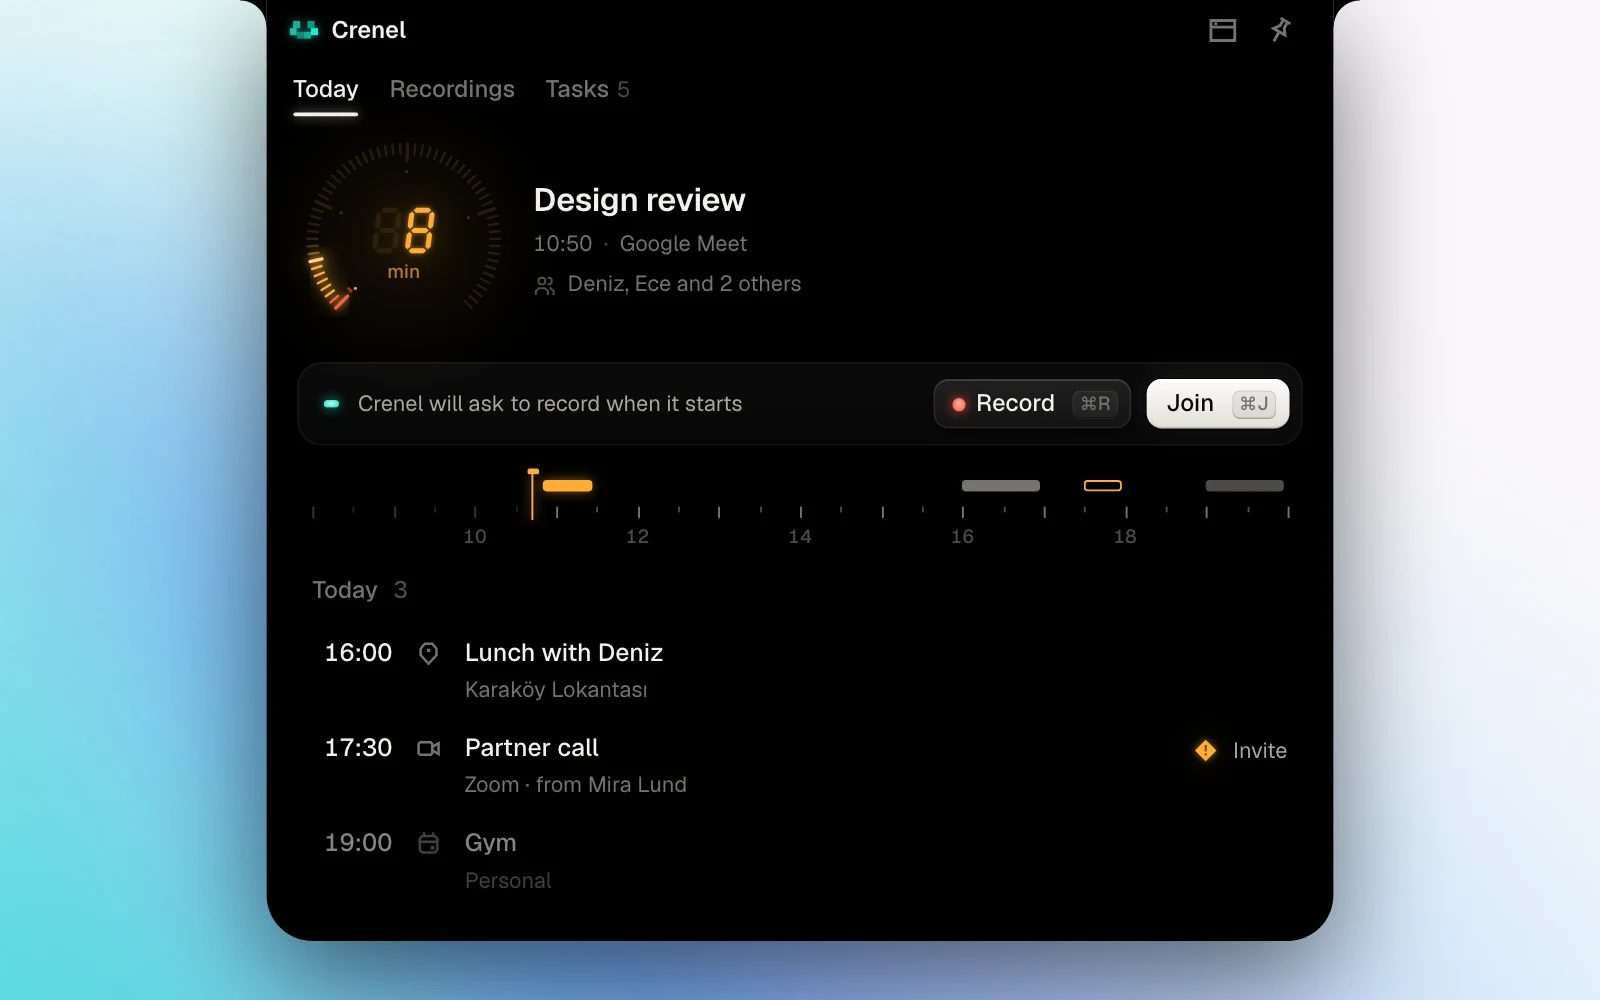 Crenel
Today Recordings Tasks 5
8
min
Design review
10:50 · Google Meet
Deniz, Ece and 2 others
Crenel will ask to record when it starts
Record ⌘R
Join ⌘J
10 12 14 16 18
Today 3
16:00 Lunch with Deniz
Karaköy Lokantası
17:30 Partner call
Invite
Zoom · from Mira Lund
19:00 Gym
Personal